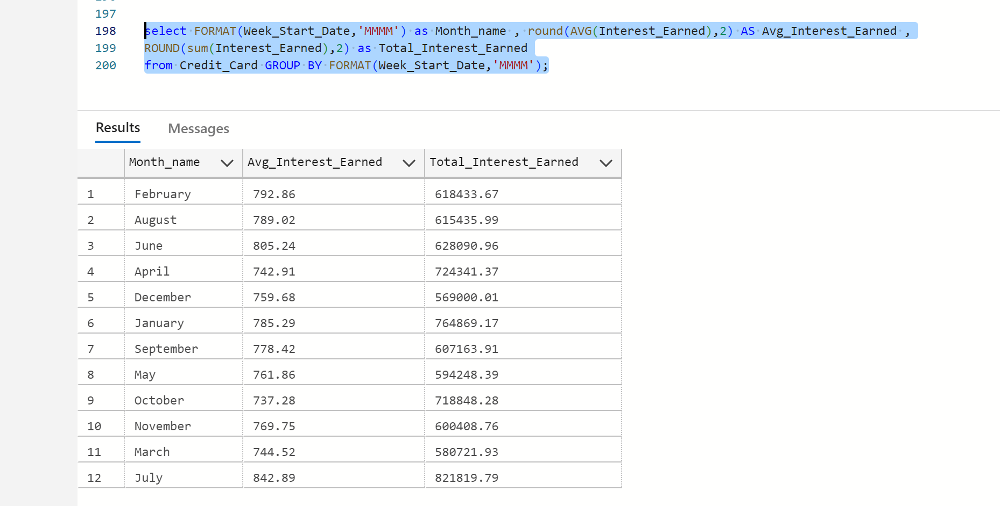 197
198 select FORMAT(Week_Start_Date,'MMMM') as Month_name , round(AVG(Interest_Earned),2) AS Avg_Interest_Earned ,
199 ROUND(sum(Interest_Earned),2) as Total_Interest_Earned
200 from Credit_Card GROUP BY FORMAT(Week_Start_Date,'MMMM');
Results Messages
Month_name Avg_Interest_Earned Total_Interest_Earned
1 February 792.86 618433.67
2 August 789.02 615435.99
3 June 805.24 628090.96
4 April 742.91 724341.37
5 December 759.68 569000.01
6 January 785.29 764869.17
7 September 778.42 607163.91
8 May 761.86 594248.39
9 October 737.28 718848.28
10 November 769.75 600408.76
11 March 744.52 580721.93
12 July 842.89 821819.79